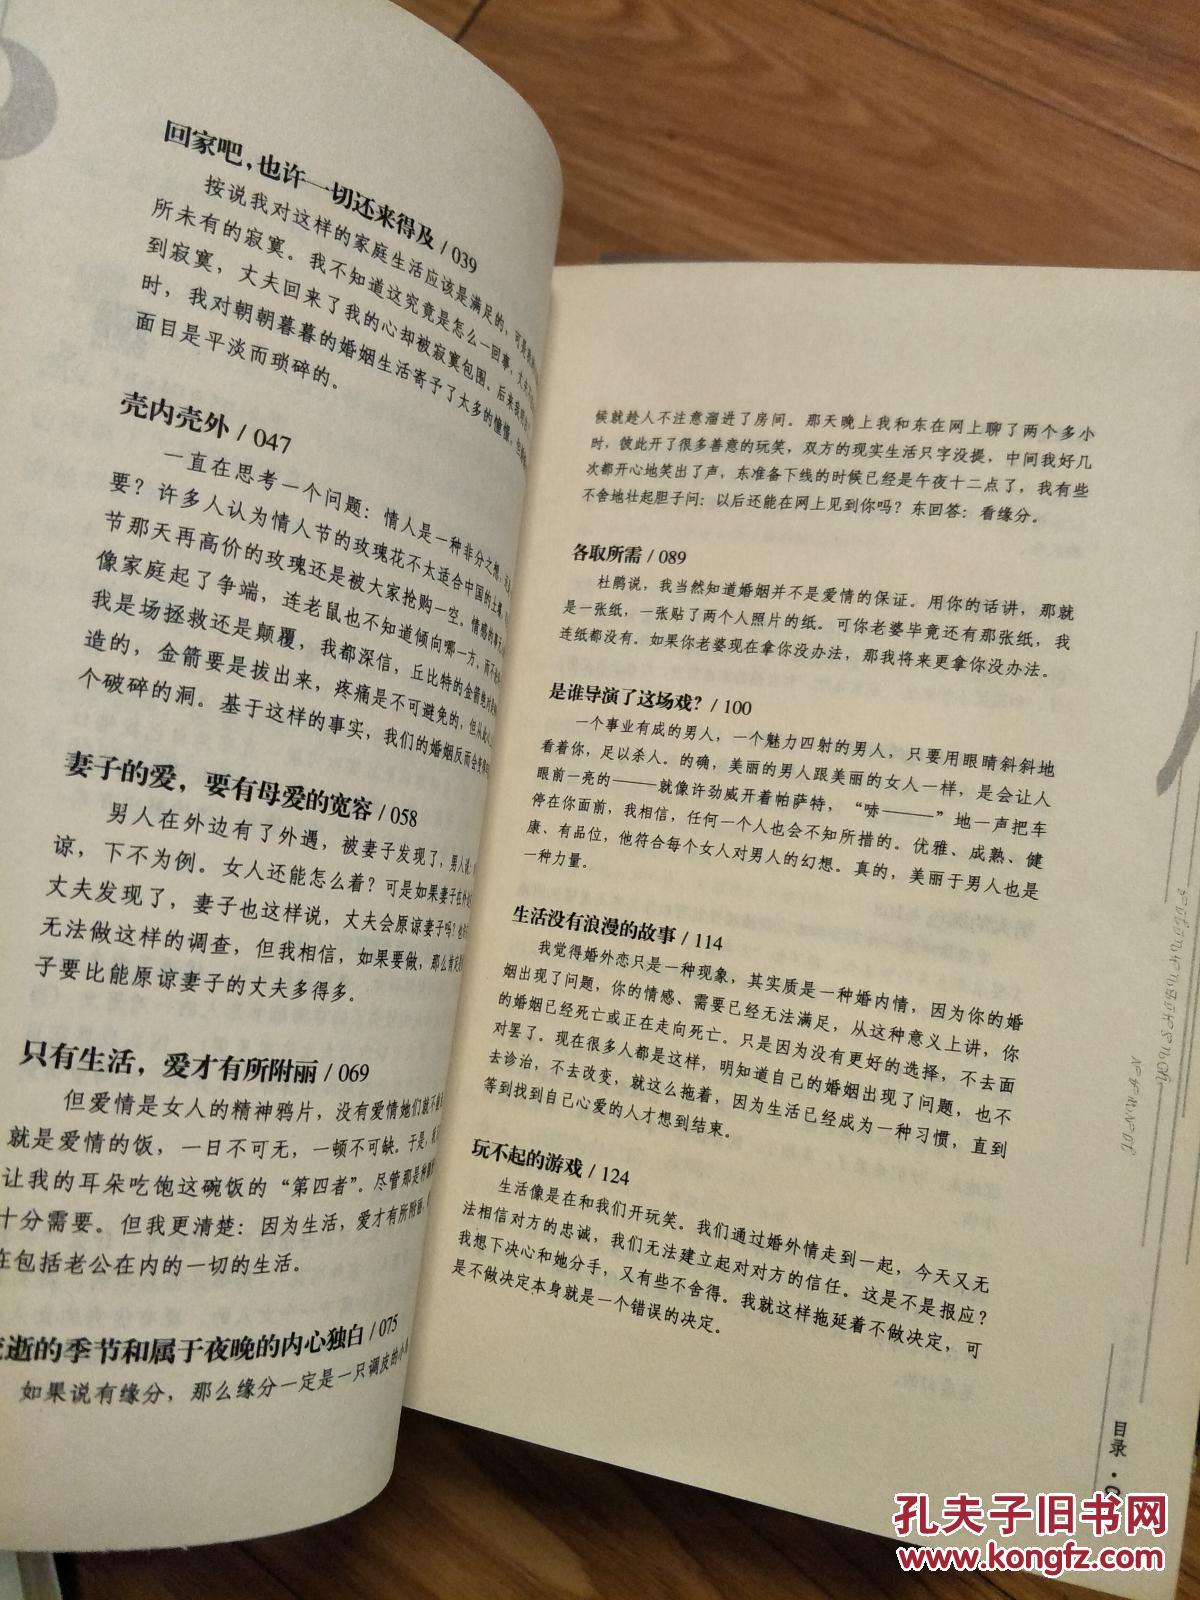 回家吧，也许一切还来得及 / 039
按说我对这样的家庭生活应该是满足的，可是我
所未有的寂寞。我不知道这究竟是怎么一回事，丈夫
到寂寞，丈夫回来了我的心却被寂寞包围。后来我
时，我对朝朝暮暮的婚姻生活寄予了太多的憧憬，
面目是平淡而琐碎的。
壳内壳外 / 047
一直在思考一个问题：情人是一种非分之想，
要？许多人认为情人节的玫瑰花不太适合中国的土壤，
节那天再高价的玫瑰还是被大家抢购一空。情感的
像家庭起了争端，连老鼠也不知道倾向哪一方，而不
我是场拯救还是颠覆，我都深信，丘比特的金箭绝对
造的，金箭要是拔出来，疼痛是不可避免的，但从此
个破碎的洞。基于这样的事实，我们的婚姻反而会
妻子的爱，要有母爱的宽容 / 058
男人在外边有了外遇，被妻子发现了，男人说：
谅，下不为例。女人还能怎么着？可是如果妻子在外
丈夫发现了，妻子也这样说，丈夫会原谅妻子吗？也
无法做这样的调查，但我相信，如果要做，那么肯定
子要比能原谅妻子的丈夫多得多。
只有生活，爱才有所附丽 / 069
但爱情是女人的精神鸦片，没有爱情她们就不
就是爱情的饭，一日不可无，一顿不可缺。于是，
让我的耳朵吃饱这碗饭的“第四者”。尽管那是种
十分需要。但我更清楚：因为生活，爱才有所附丽，
在包括老公在内的一切的生活。
逝的季节和属于夜晚的内心独白 / 075
如果说有缘分，那么缘分一定是一只调皮的小
候就趁人不注意溜进了房间。那天晚上我和东在网上聊了两个多小
时，彼此开了很多善意的玩笑，双方的现实生活只字没提，中间我好几
次都开心地笑出了声，东准备下线的时候已经是午夜十二点了，我有些
不舍地壮起胆子问：以后还能在网上见到你吗？东回答：看缘分。
各取所需 / 089
杜鹃说，我当然知道婚姻并不是爱情的保证。用你的话讲，那就
是一张纸，一张贴了两个人照片的纸。可你老婆毕竟还有那张纸，我
连纸都没有。如果你老婆现在拿你没办法，那我将来更拿你没办法。
是谁导演了这场戏？/ 100
一个事业有成的男人，一个魅力四射的男人，只要用眼睛斜斜地
看着你，足以杀人。的确，美丽的男人跟美丽的女人一样，是会让人
眼前一亮的———就像许劲威开着帕萨特，“哧———”地一声把车
停在你面前，我相信，任何一个人也会不知所措的。优雅、成熟、健
康、有品位，他符合每个女人对男人的幻想。真的，美丽于男人也是
一种力量。
生活没有浪漫的故事 / 114
我觉得婚外恋只是一种现象，其实质是一种婚内情，因为你的婚
姻出现了问题，你的情感、需要已经无法满足，从这种意义上讲，你
的婚姻已经死亡或正在走向死亡。只是因为没有更好的选择，不去面
对罢了。现在很多人都是这样，明知道自己的婚姻出现了问题，也不
去诊治，不去改变，就这么拖着，因为生活已经成为一种习惯，直到
等到找到自己心爱的人才想到结束。
玩不起的游戏 / 124
生活像是在和我们开玩笑。我们通过婚外情走到一起，今天又无
法相信对方的忠诚，我们无法建立起对对方的信任。这是不是报应？
我想下决心和她分手，又有些不舍得。我就这样拖延着不做决定，可
是不做决定本身就是一个错误的决定。
目录 ·
孔夫子旧书网
www.kongfz.com